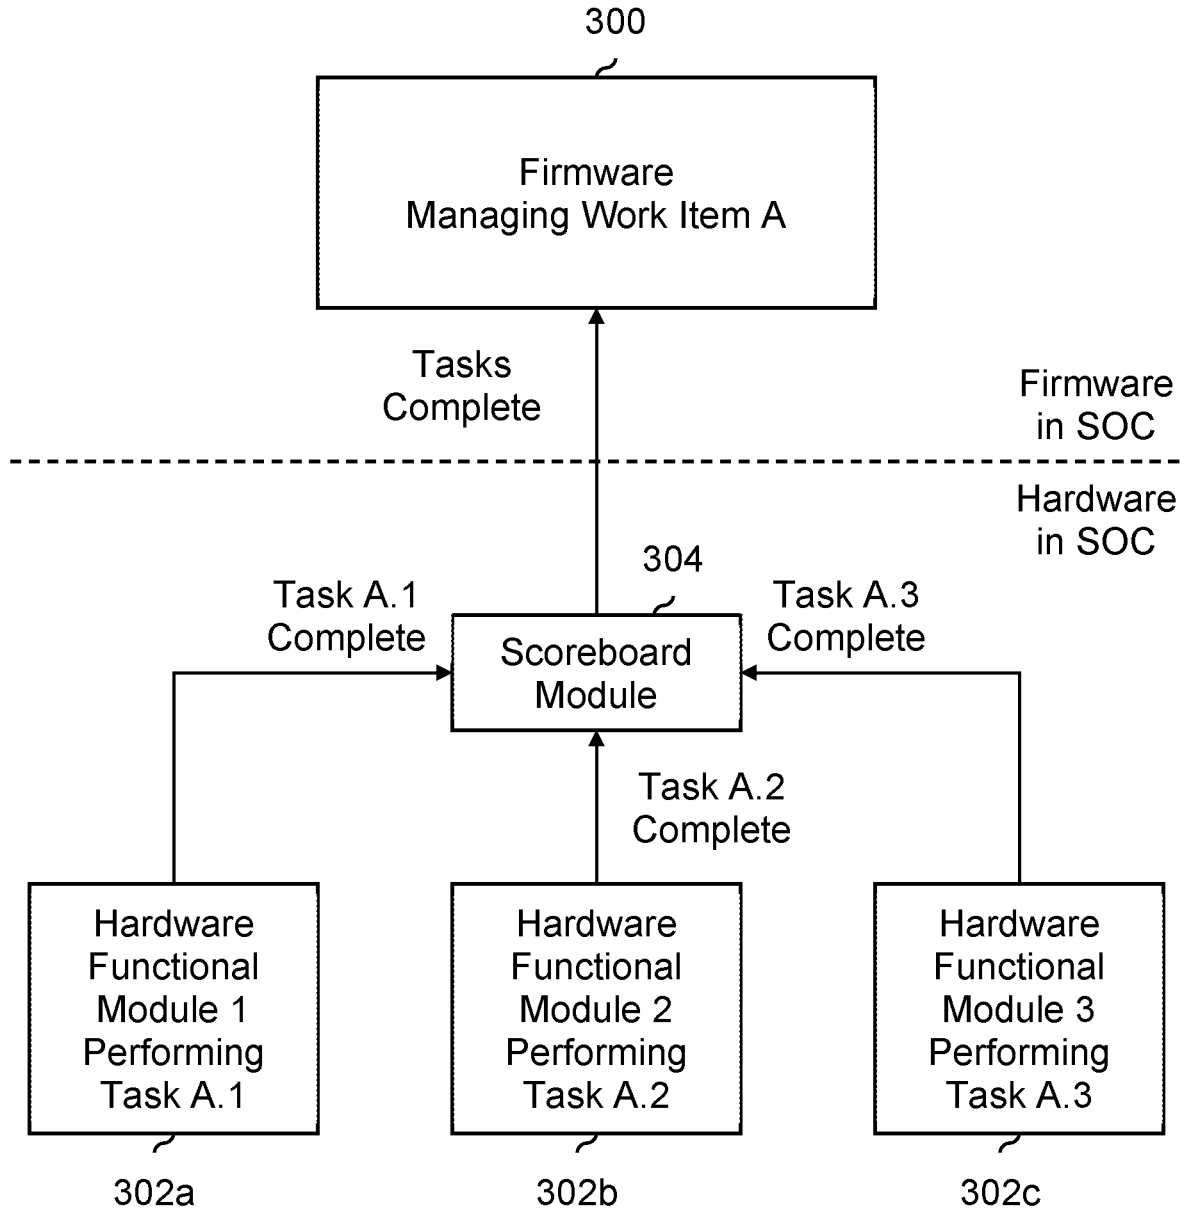 300
Firmware
Managing Work Item A
Tasks
Complete
Firmware
in SOC
Hardware
in SOC
304
Task A.1
Complete
Scoreboard
Module
Task A.3
Complete
Task A.2
Complete
Hardware
Functional
Module 1
Performing
Task A.1
Hardware
Functional
Module 2
Performing
Task A.2
Hardware
Functional
Module 3
Performing
Task A.3
302a
302b
302c